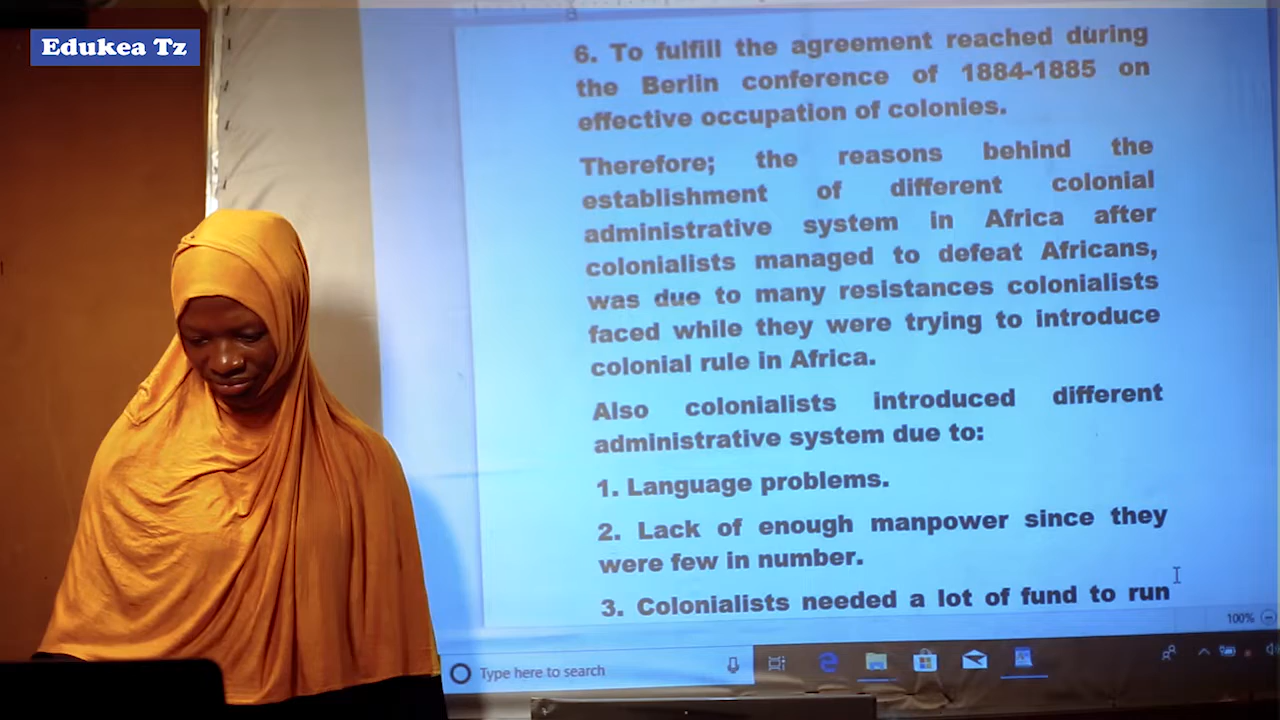 Edukea Tz
6. To fulfill the agreement reached during
the Berlin conference of 1884-1885 on
effective occupation of colonies.
Therefore; the reasons behind the
establishment of different colonial
administrative system in Africa after
colonialists managed to defeat Africans,
was due to many resistances colonialists
faced while they were trying to introduce
colonial rule in Africa.
Also colonialists introduced different
administrative system due to:
1. Language problems.
2. Lack of enough manpower since they
were few in number.
3. Colonialists needed a lot of fund to run
100%
Type here to search